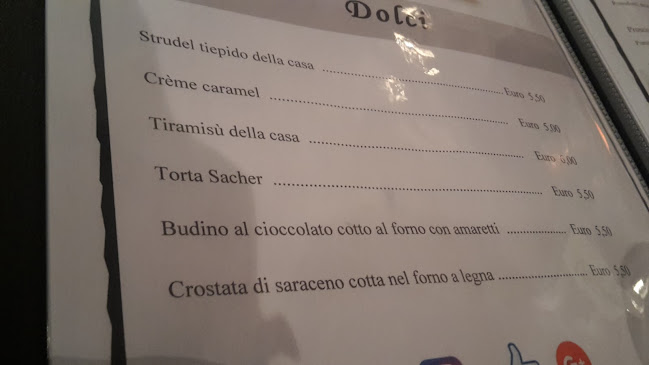 Dolci
Strudel tiepido della casa ........................................ Euro 5,50
Crème caramel ........................................ Euro 5,00
Tiramisù della casa ........................................ Euro 5,00
Torta Sacher ........................................ Euro 5,50
Budino al cioccolato cotto al forno con amaretti .................. Euro 5,50
Crostata di saraceno cotta nel forno a legna ........................... Euro 5,50
G+